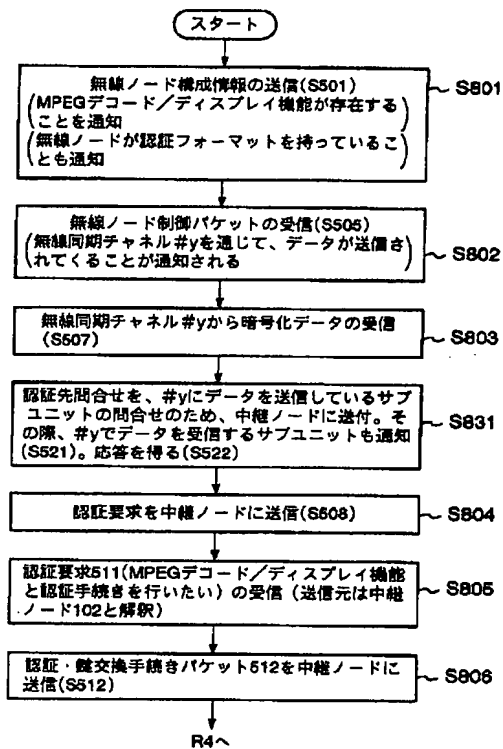 スタート
無線ノード構成情報の送信(S501)
(MPEGデコード/ディスプレイ機能が存在する
ことを通知
無線ノードが認証フォーマットを持っているこ
とも通知)
S801
無線ノード制御パケットの受信(S505)
(無線同期チャネル#yを通じて、データが送信さ
れてくることが通知される)
S802
無線同期チャネル#yから暗号化データの受信
(S507)
S803
認証先問合せを、#yにデータを送信しているサブ
ユニットの問合せのため、中継ノードに送付。そ
の際、#yでデータを受信するサブユニットも通知
(S521)。応答を得る(S522)
S831
認証要求を中継ノードに送信(S508)
S804
認証要求511(MPEGデコード/ディスプレイ機能
と認証手続きを行いたい)の受信(送信元は中継
ノード102と解釈)
S805
認証・鍵交換手続きパケット512を中継ノードに
送信(S512)
S806
R4へ